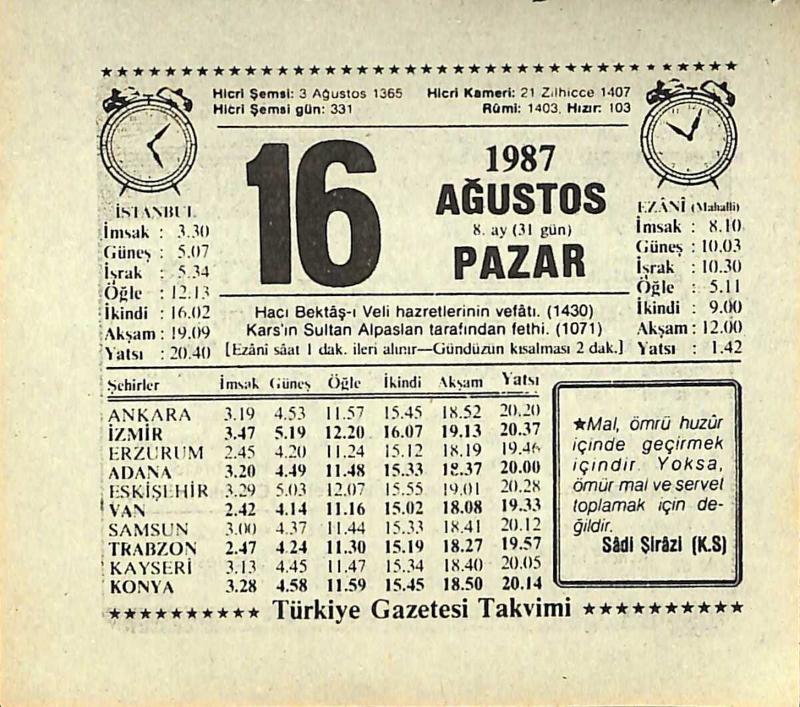 Hicri Şemsi: 3 Ağustos 1365 Hicri Kameri: 21 Zilhicce 1407
Hicri Şemsi gün: 331 Rûmi: 1403, Hızır: 103
16
1987
AĞUSTOS
8. ay (31 gün)
PAZAR
İSTANBUL
İmsak : 3.30
Güneş : 5.07
İşrak : 5.34
Öğle : 12.13
İkindi : 16.02
Akşam : 19.09
Yatsı : 20.40
EZÂNÎ (Mahalli)
İmsak : 8.10
Güneş : 10.03
İşrak : 10.30
Öğle : 5.11
İkindi : 9.00
Akşam : 12.00
Yatsı : 1.42
Hacı Bektâş-ı Veli hazretlerinin vefâtı. (1430)
Kars'ın Sultan Alpaslan tarafından fethi. (1071)
[Ezânî sâat 1 dak. ileri alınır—Gündüzün kısalması 2 dak.]
Şehirler İmsak Güneş Öğle İkindi Akşam Yatsı
ANKARA 3.19 4.53 11.57 15.45 18.52 20.20
İZMİR 3.47 5.19 12.20 16.07 19.13 20.37
ERZURUM 2.45 4.20 11.24 15.12 18.19 19.46
ADANA 3.20 4.49 11.48 15.33 18.37 20.00
ESKİŞEHİR 3.29 5.03 12.07 15.55 19.01 20.28
VAN 2.42 4.14 11.16 15.02 18.08 19.33
SAMSUN 3.00 4.37 11.44 15.33 18.41 20.12
TRABZON 2.47 4.24 11.30 15.19 18.27 19.57
KAYSERİ 3.13 4.45 11.47 15.34 18.40 20.05
KONYA 3.28 4.58 11.59 15.45 18.50 20.14
★Mal, ömrü huzûr
içinde geçirmek
içindir. Yoksa,
ömür mal ve servet
toplamak için de-
ğildir.
Sâdi Şirâzi (K.S)
Türkiye Gazetesi Takvimi